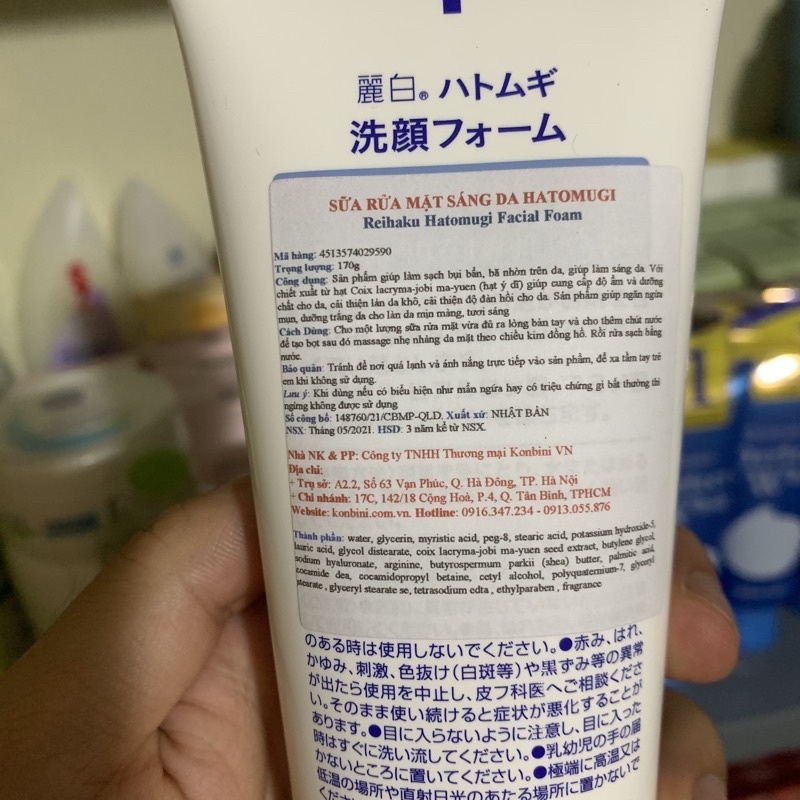 麗白® ハトムギ
洗顔フォーム
SỮA RỬA MẶT SÁNG DA HATOMUGI
Reihaku Hatomugi Facial Foam
Mã hàng: 4513574029590
Trọng lượng: 170g
Công dụng: Sản phẩm giúp làm sạch bụi bẩn, bã nhờn trên da, giúp làm sáng da. Với
chiết xuất từ hạt Coix lacryma-jobi ma-yuen (hạt ý dĩ) giúp cung cấp độ ẩm và dưỡng
chất cho da, cải thiện làn da khô, cải thiện độ đàn hồi cho da. Sản phẩm giúp ngăn ngừa
mụn, dưỡng trắng da cho làn da mịn màng, tươi sáng
Cách Dùng: Cho một lượng sữa rửa mặt vừa đủ ra lòng bàn tay và cho thêm chút nước
để tạo bọt sau đó massage nhẹ nhàng da mặt theo chiều kim đồng hồ. Rồi rửa sạch bằng
nước.
Bảo quản: Tránh để nơi quá lạnh và ánh nắng trực tiếp vào sản phẩm, để xa tầm tay trẻ
em khi không sử dụng.
Lưu ý: Khi dùng nếu có biểu hiện như mẩn ngứa hay có triệu chứng gì bất thường thì
ngừng không được sử dụng
Số công bố: 148760/21/CBMP-QLD. Xuất xứ: NHẬT BẢN
NSX: Tháng 05/2021. HSD: 3 năm kể từ NSX.
Nhà NK & PP: Công ty TNHH Thương mại Konbini VN
Địa chỉ:
+ Trụ sở: A2.2, Số 63 Vạn Phúc, Q. Hà Đông, TP. Hà Nội
+ Chi nhánh: 17C, 142/18 Cộng Hoà, P.4, Q. Tân Bình, TPHCM
Website: konbini.com.vn. Hotline: 0916.347.234 - 0913.055.876
Thành phần: water, glycerin, myristic acid, peg-8, stearic acid, potassium hydroxide-5,
lauric acid, glycol distearate, coix lacryma-jobi ma-yuen seed extract, butylene glycol,
sodium hyaluronate, arginine, butyrospermum parkii (shea) butter, palmitic acid,
cocamide dea, cocamidopropyl betaine, cetyl alcohol, polyquaternium-7, glyceryl
stearate , glyceryl stearate se, tetrasodium edta , ethylparaben , fragrance
のある時は使用しないでください。●赤み、はれ、
かゆみ、刺激、色抜け(白斑等)や黒ずみ等の異常
が出たら使用を中止し、皮フ科医へご相談くださ
い。そのまま使い続けると症状が悪化することが
あります。●目に入らないように注意し、目に入った
時はすぐに洗い流してください。●乳幼児の手の届
かないところに置いてください。●極端に高温又は
低温の場所や直射日光のあたる場所に置かないで